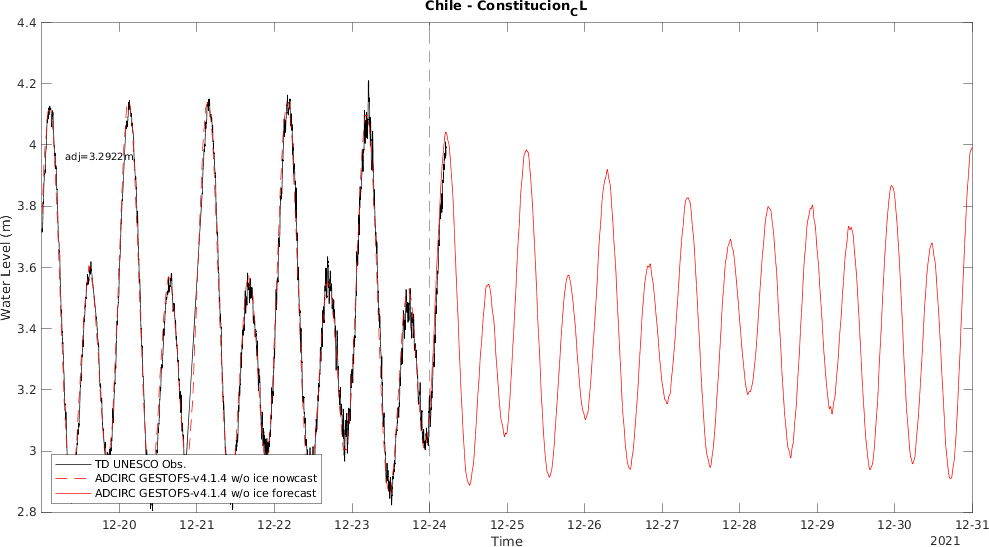 Chile - Constitucion_CL
4.4
4.2
4
3.8
3.6
3.4
3.2
3
2.8
Water Level (m)
adj=3.2922m
TD UNESCO Obs.
ADCIRC GESTOFS-v4.1.4 w/o ice nowcast
ADCIRC GESTOFS-v4.1.4 w/o ice forecast
12-20 12-21 12-22 12-23 12-24 12-25 12-26 12-27 12-28 12-29 12-30 12-31
Time
2021